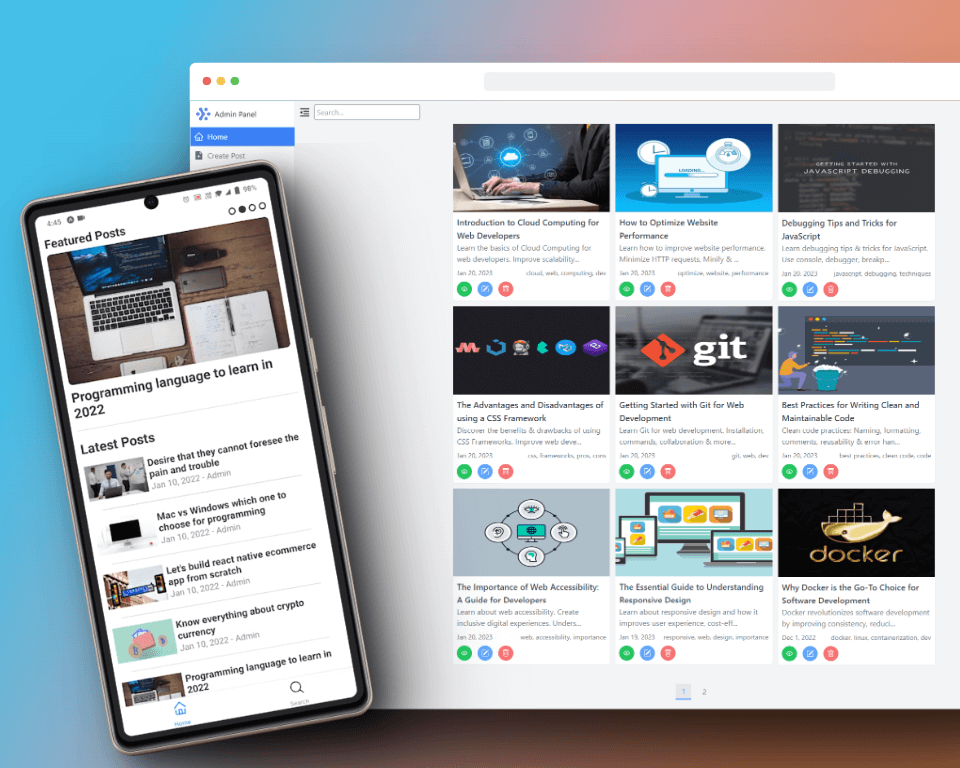 Admin Panel
Search...
Home
Create Post
4:45
98%
Featured Posts
Programming language to learn in
2022
Latest Posts
Desire that they cannot foresee the
pain and trouble
Jan 10, 2022 - Admin
Mac vs Windows which one to
choose for programming
Jan 10, 2022 - Admin
Let's build react native ecommerce
app from scratch
Jan 10, 2022 - Admin
Know everything about crypto
currency
Jan 10, 2022 - Admin
Programming language to learn in
2022
Home
Search
Introduction to Cloud Computing for
Web Developers
Learn the basics of Cloud Computing for
web developers. Improve scalability...
Jan 20, 2023 cloud, web, computing, dev
LOADING...
How to Optimize Website
Performance
Learn how to improve website performance.
Minimize HTTP requests, Minify & ...
Jan 20, 2023 optimize, website, performance
GETTING STARTED WITH
JAVASCRIPT DEBUGGING
Debugging Tips and Tricks for
JavaScript
Learn debugging tips & tricks for JavaScript.
Use console, debugger, breakp...
Jan 20, 2023 javascript, debugging, techniques
The Advantages and Disadvantages of
using a CSS Framework
Discover the benefits & drawbacks of using
CSS Frameworks. Improve web deve...
Jan 20, 2023 css, frameworks, pros, cons
git
Getting Started with Git for Web
Development
Learn Git for web development. Installation,
commands, collaboration & more...
Jan 20, 2023 git, web, dev
Best Practices for Writing Clean and
Maintainable Code
Clean code practices: Naming, formatting,
comments, reusability & error han...
Jan 20, 2023 best practices, clean code, code
The Importance of Web Accessibility:
A Guide for Developers
Learn about web accessibility. Create
inclusive digital experiences. Unders...
Jan 20, 2023 web, accessibility, importance
The Essential Guide to Understanding
Responsive Design
Learn about responsive design and how it
improves user experience, cost-eff...
Jan 19, 2023 responsive, web, design, importance
docker
Why Docker is the Go-To Choice for
Software Development
Docker revolutionizes software development
by improving consistency, reduci...
Dec 1, 2022 docker, linux, containerization, dev
1 2